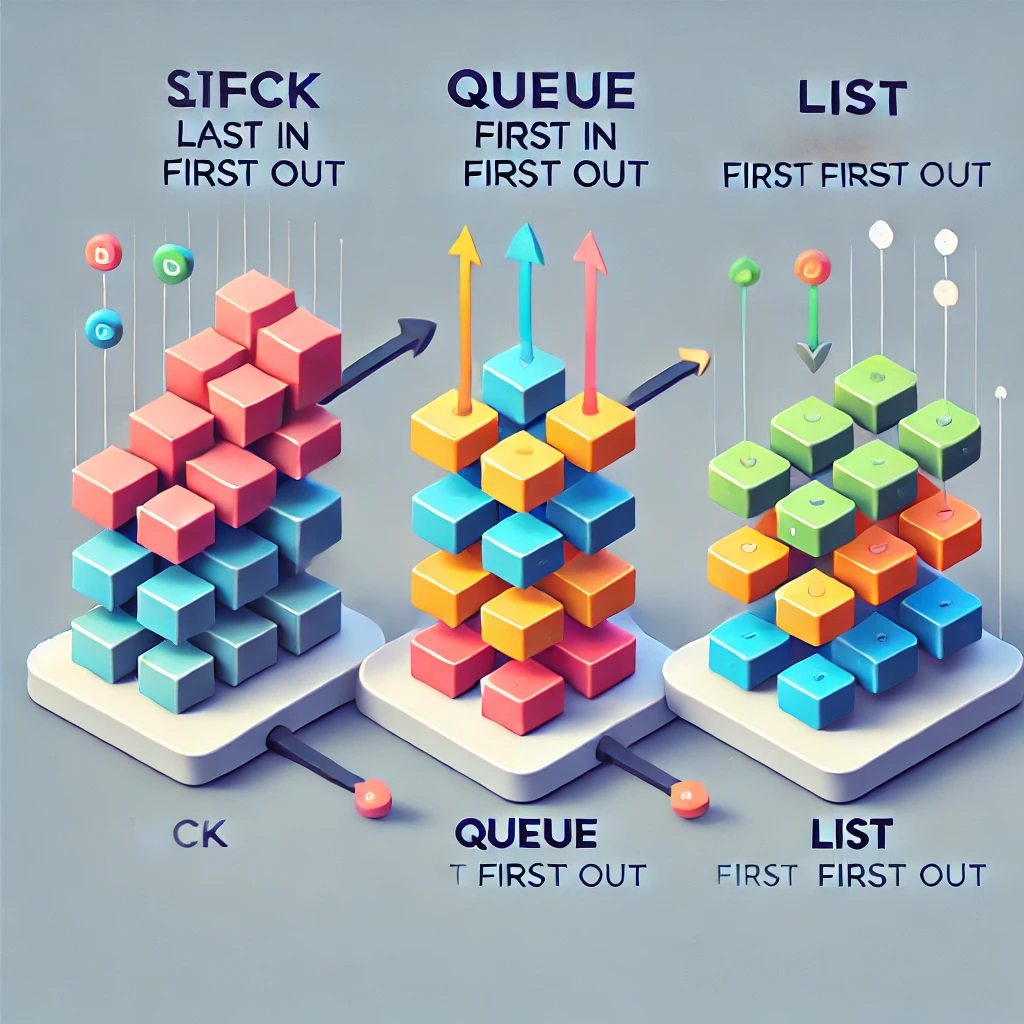 SIFCK
LAST IN
FIRST OUT
QUEUE
FIRST IN
FIRST OUT
LIST
FIRST FIRST OUT
CK
QUEUE
T FIRST OUT
LIST
FIRST FIRST OUT